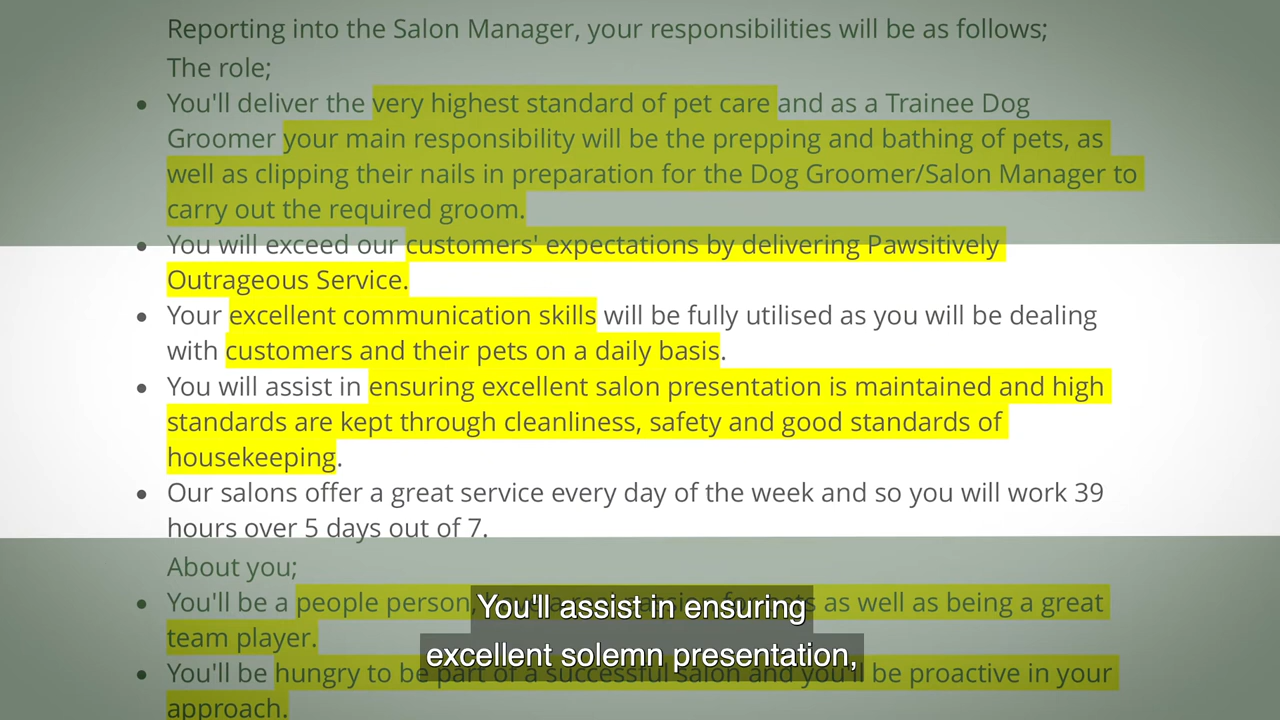 Reporting into the Salon Manager, your responsibilities will be as follows;
The role;
• You'll deliver the very highest standard of pet care and as a Trainee Dog
Groomer your main responsibility will be the prepping and bathing of pets, as
well as clipping their nails in preparation for the Dog Groomer/Salon Manager to
carry out the required groom.
• You will exceed our customers' expectations by delivering Pawsitively
Outrageous Service.
• Your excellent communication skills will be fully utilised as you will be dealing
with customers and their pets on a daily basis.
• You will assist in ensuring excellent salon presentation is maintained and high
standards are kept through cleanliness, safety and good standards of
housekeeping.
• Our salons offer a great service every day of the week and so you will work 39
hours over 5 days out of 7.
About you;
• You'll be a people person, as well as being a great
team player.
• You'll be hungry to be part of a successful salon and you'll be proactive in your
approach.
You'll assist in ensuring
excellent solemn presentation,